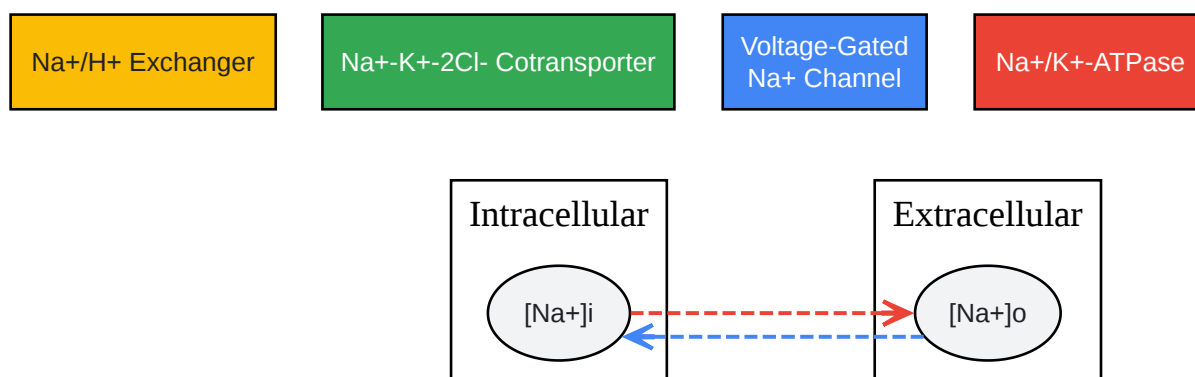 Na+/H+ Exchanger
Na+-K+-2Cl- Cotransporter
Voltage-Gated
Na+ Channel
Na+/K+-ATPase
Intracellular
Extracellular
[Na+]i
[Na+]o